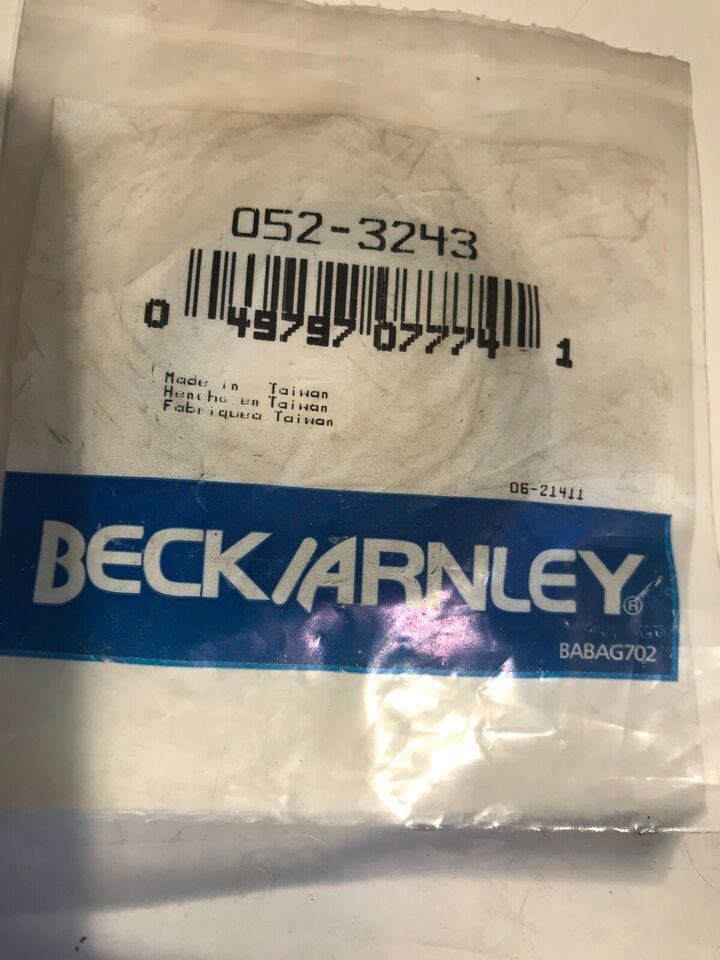 052-3243
0 49797 07774 1
Made in Taiwan
Hencho en Taiwan
Fabriquea Taiwan
06-21411
BECK/ARNLEY®
BABAG702